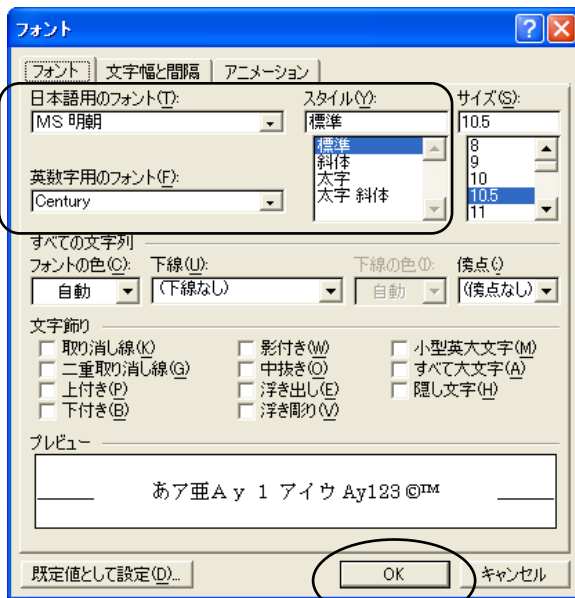 フォント
フォント 文字幅と間隔 アニメーション
日本語用のフォント(T): スタイル(Y): サイズ(S):
MS 明朝 標準 10.5
標準 8
斜体 9
太字 10
太字 斜体 10.5
11
英数字用のフォント(F):
Century
すべての文字列
フォントの色(C): 下線(U): 下線の色(I): 傍点(·)
自動 (下線なし) 自動 (傍点なし)
文字飾り
取り消し線(K) 影付き(W) 小型英大文字(M)
二重取り消し線(G) 中抜き(O) すべて大文字(A)
上付き(P) 浮き出し(E) 隠し文字(H)
下付き(B) 浮き彫り(V)
プレビュー
あア亜Ay 1 アイウ Ay123 ©™
既定値として設定(D)... OK キャンセル